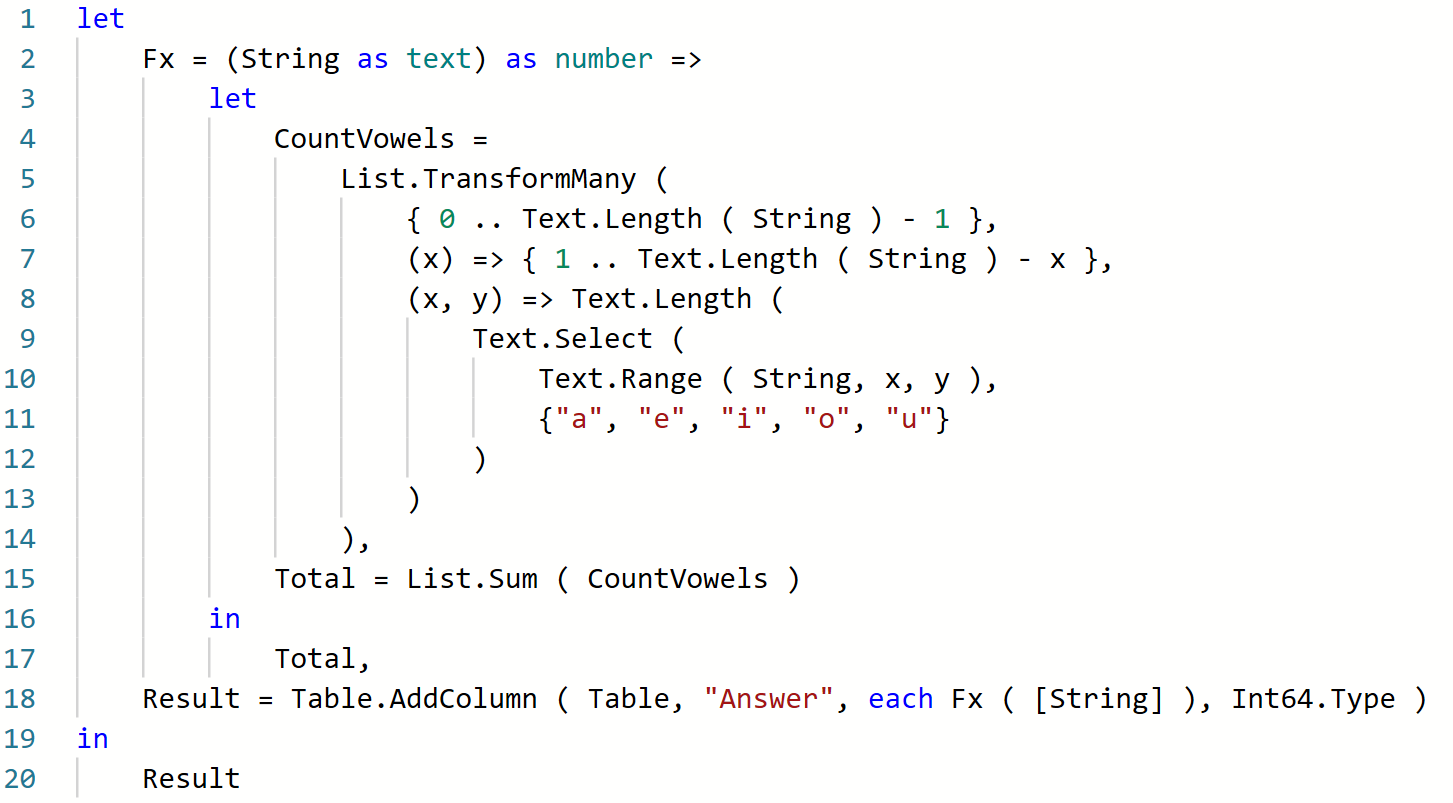 1 let
2 Fx = (String as text) as number =>
3 let
4 CountVowels =
5 List.TransformMany (
6 { 0 .. Text.Length ( String ) - 1 },
7 (x) => { 1 .. Text.Length ( String ) - x },
8 (x, y) => Text.Length (
9 Text.Select (
10 Text.Range ( String, x, y ),
11 {"a", "e", "i", "o", "u"}
12 )
13 )
14 ),
15 Total = List.Sum ( CountVowels )
16 in
17 Total,
18 Result = Table.AddColumn ( Table, "Answer", each Fx ( [String] ), Int64.Type )
19 in
20 Result